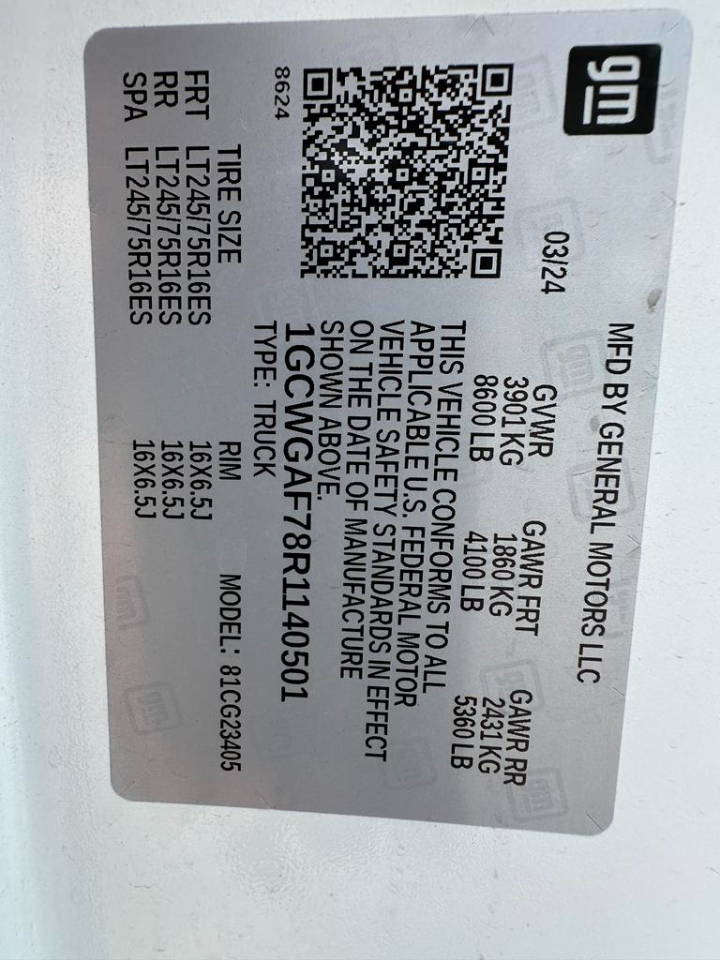 gm
MFD BY GENERAL MOTORS LLC
03/24
GVWR GAWR FRT GAWR RR
3901 KG 1860 KG 2431 KG
8600 LB 4100 LB 5360 LB
THIS VEHICLE CONFORMS TO ALL
APPLICABLE U.S. FEDERAL MOTOR
VEHICLE SAFETY STANDARDS IN EFFECT
ON THE DATE OF MANUFACTURE
SHOWN ABOVE.
1GCWGAF78R1140501
8624
TYPE: TRUCK
TIRE SIZE RIM MODEL: 81CG23405
FRT LT245/75R16ES 16X6.5J
RR LT245/75R16ES 16X6.5J
SPA LT245/75R16ES 16X6.5J